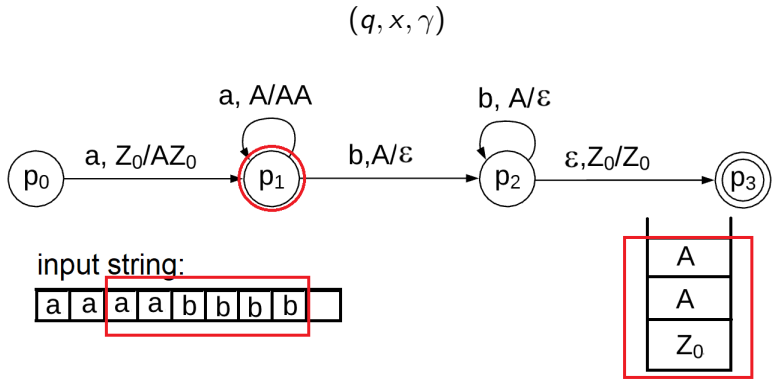 (q, x, γ)
a, A/AA
b, A/ε
p₀
a, Z₀/AZ₀
p₁
b,A/ε
p₂
ε,Z₀/Z₀
p₃
input string:
a a a a b b b b
A
A
Z₀